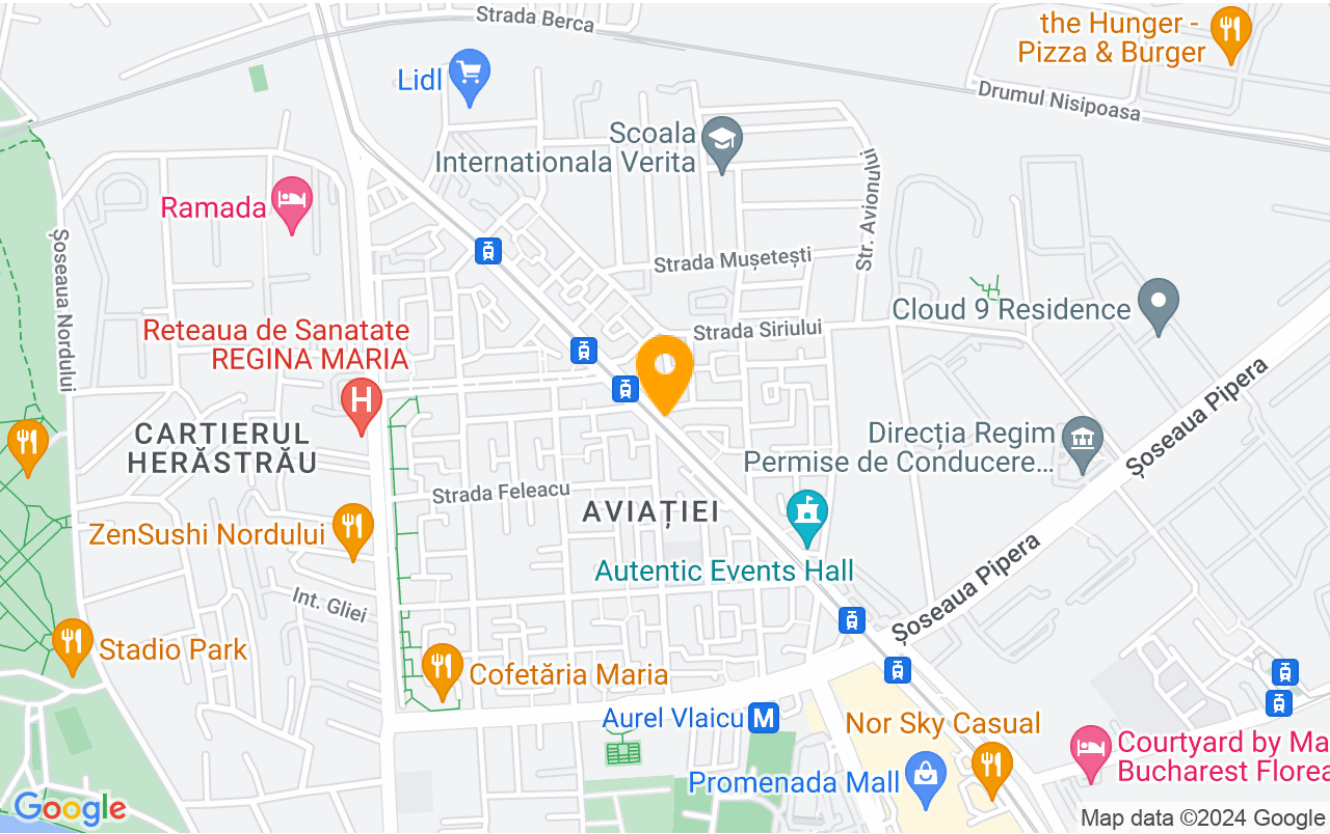 Strada Berca
the Hunger -
Pizza & Burger
Lidl
Drumul Nisipoasa
Scoala
Internationala Verita
Str. Avionului
Ramada
Șoseaua Nordului
Strada Mușetești
Cloud 9 Residence
Strada Siriului
Reteaua de Sanatate
REGINA MARIA
H
Șoseaua Pipera
CARTIERUL
HERĂSTRĂU
Direcția Regim
Permise de Conducere...
Strada Feleacu
AVIAȚIEI
ZenSushi Nordului
Autentic Events Hall
Șoseaua Pipera
Int. Gliei
Stadio Park
Cofetăria Maria
Aurel Vlaicu M
Nor Sky Casual
Courtyard by Ma
Bucharest Florea
Promenada Mall
Google
Map data ©2024 Google